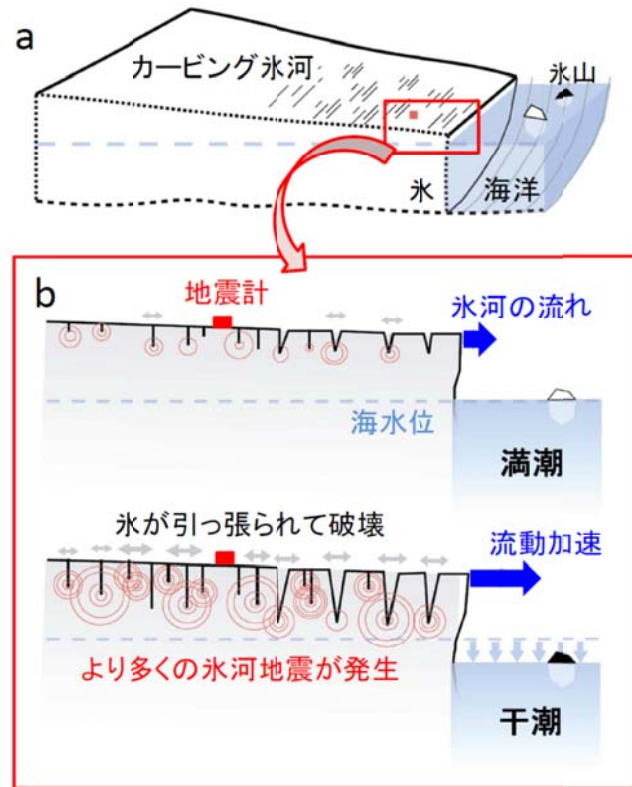 a
カービング氷河
氷山
氷
海洋
b
地震計
氷河の流れ
海水位
満潮
氷が引っ張られて破壊
流動加速
より多くの氷河地震が発生
干潮